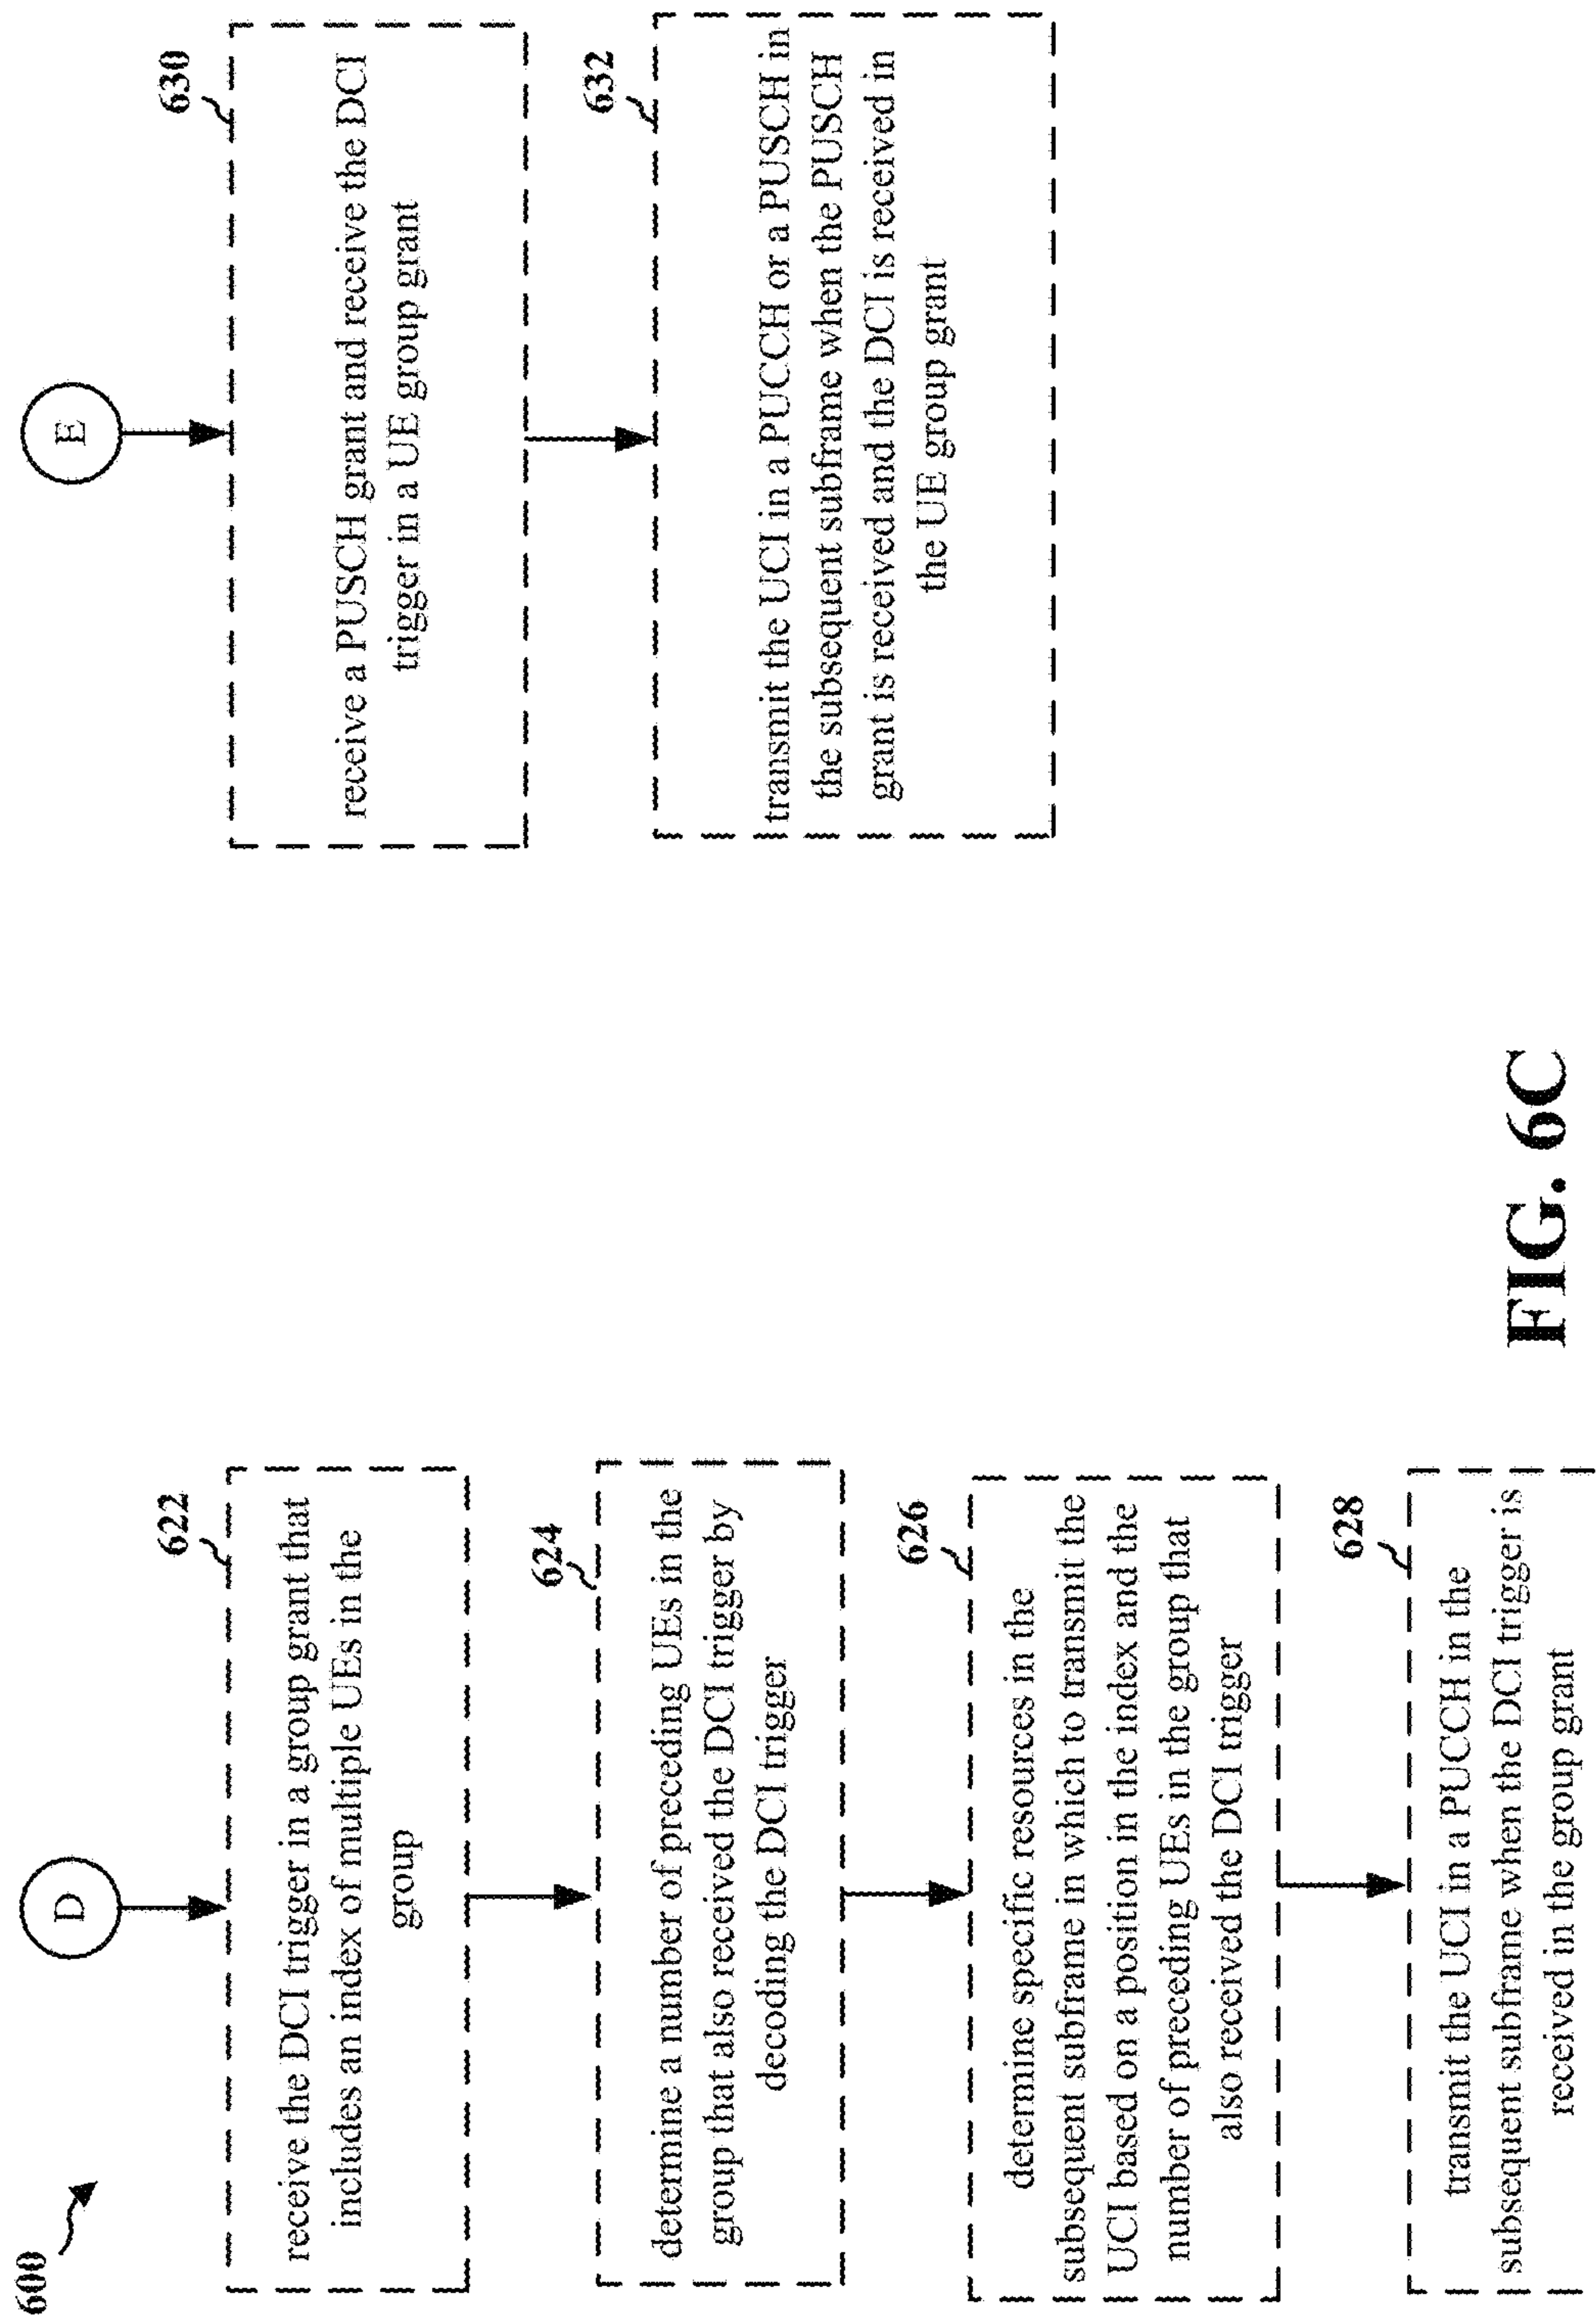 600
D
622
receive the DCI trigger in a group grant that
includes an index of multiple UEs in the
group
624
determine a number of preceding UEs in the
group that also received the DCI trigger by
decoding the DCI trigger
626
determine specific resources in the
subsequent subframe in which to transmit the
UCI based on a position in the index and the
number of preceding UEs in the group that
also received the DCI trigger
628
transmit the UCI in a PUCCH in the
subsequent subframe when the DCI trigger is
received in the group grant
E
630
receive a PUSCH grant and receive the DCI
trigger in a UE group grant
632
transmit the UCI in a PUCCH or a PUSCH in
the subsequent subframe when the PUSCH
grant is received and the DCI is received in
the UE group grant
FIG. 6C